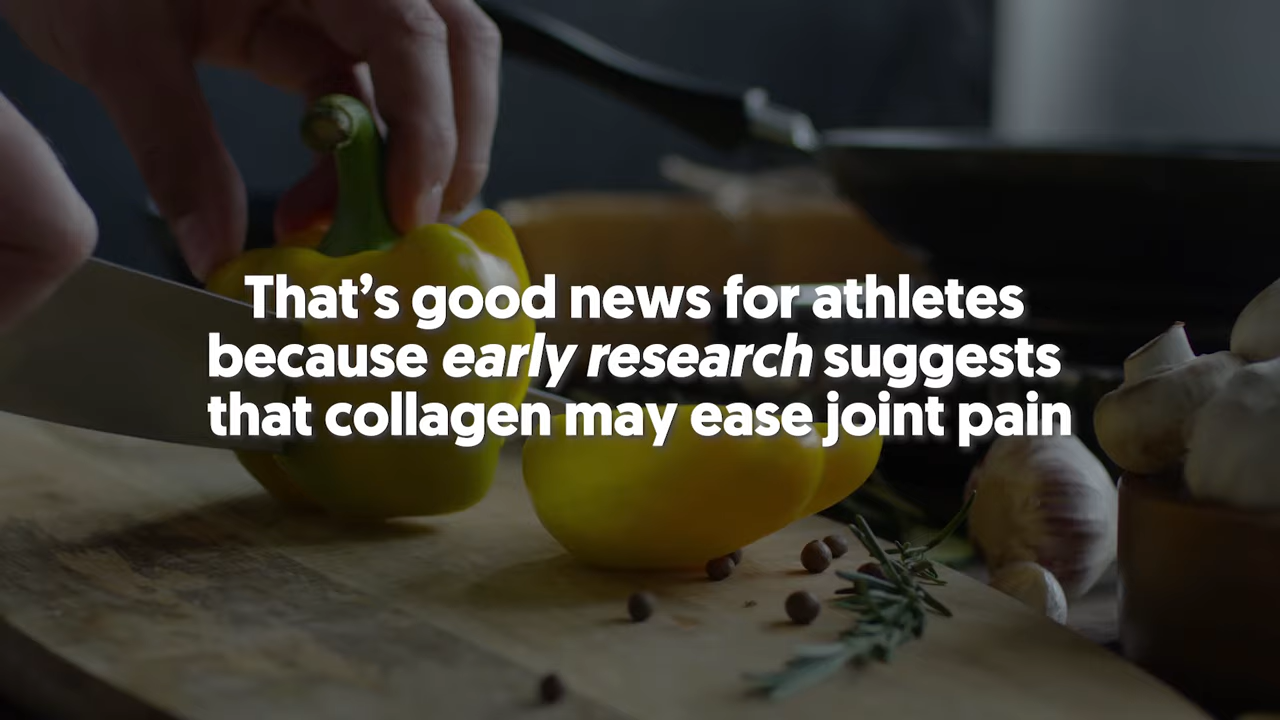 That’s good news for athletes
because early research suggests
that collagen may ease joint pain